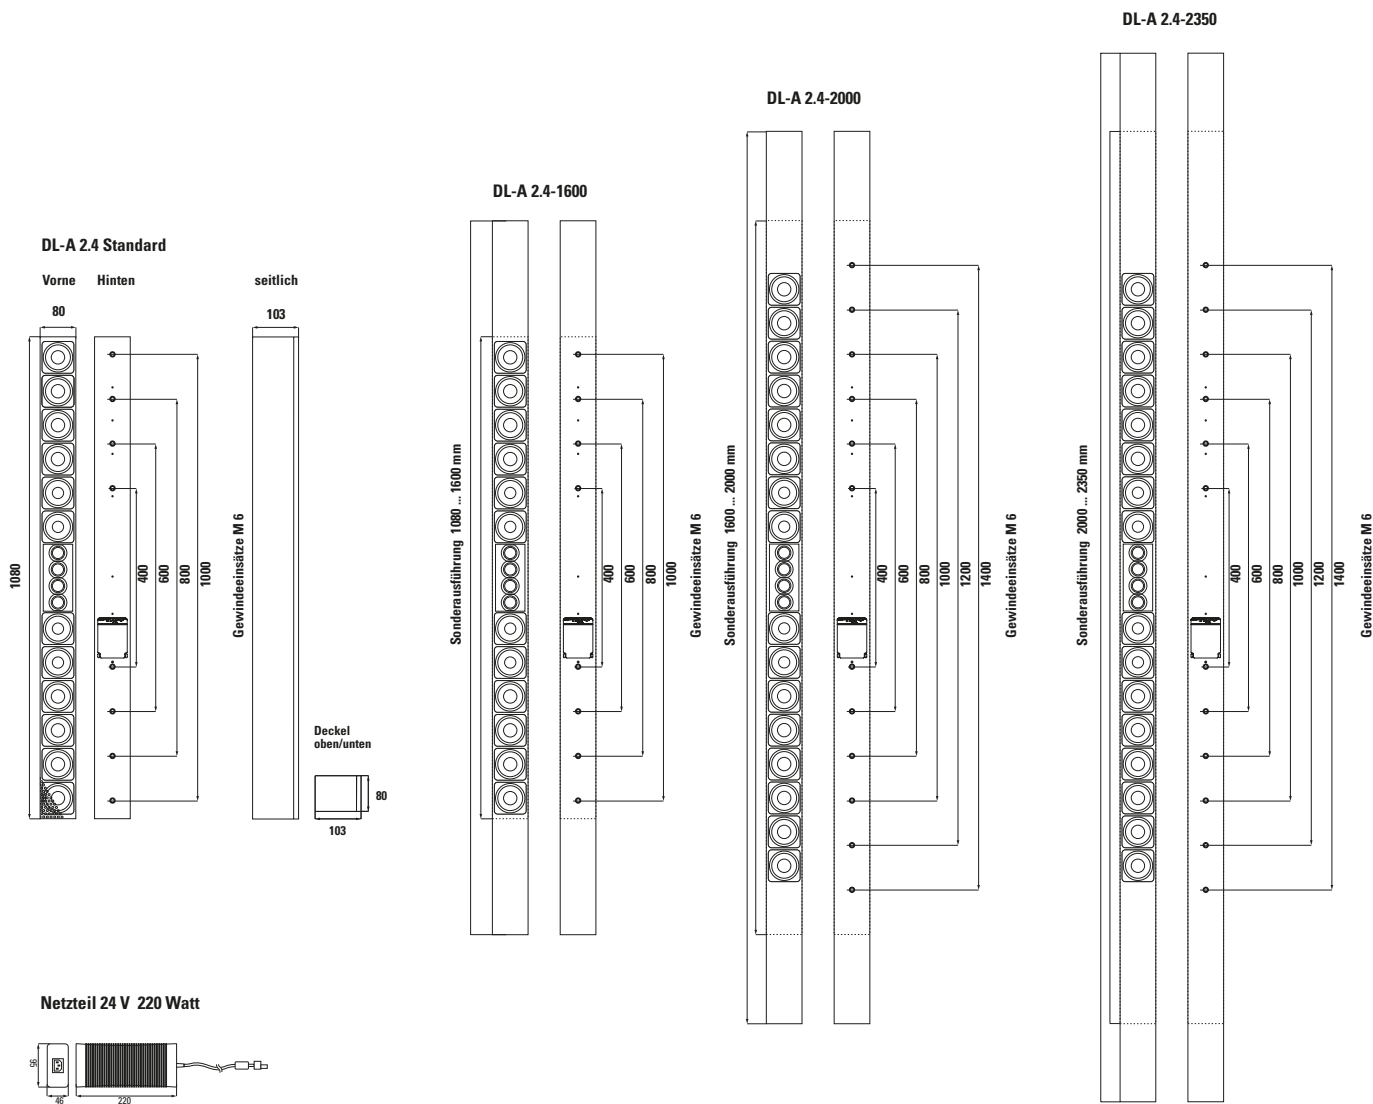 DL-A 2.4-2350
DL-A 2.4-2000
DL-A 2.4-1600
DL-A 2.4 Standard
Vorne Hinten seitlich
80
103
1080
400
600
800
1000
Gewindeeinsätze M 6
Deckel
oben/unten
80
103
Sonderausführung 1080 ... 1600 mm
400
600
800
1000
Gewindeeinsätze M 6
Sonderausführung 1600 ... 2000 mm
400
600
800
1000
1200
1400
Gewindeeinsätze M 6
Sonderausführung 2000 ... 2350 mm
400
600
800
1000
1200
1400
Gewindeeinsätze M 6
Netzteil 24 V 220 Watt
95
46
220